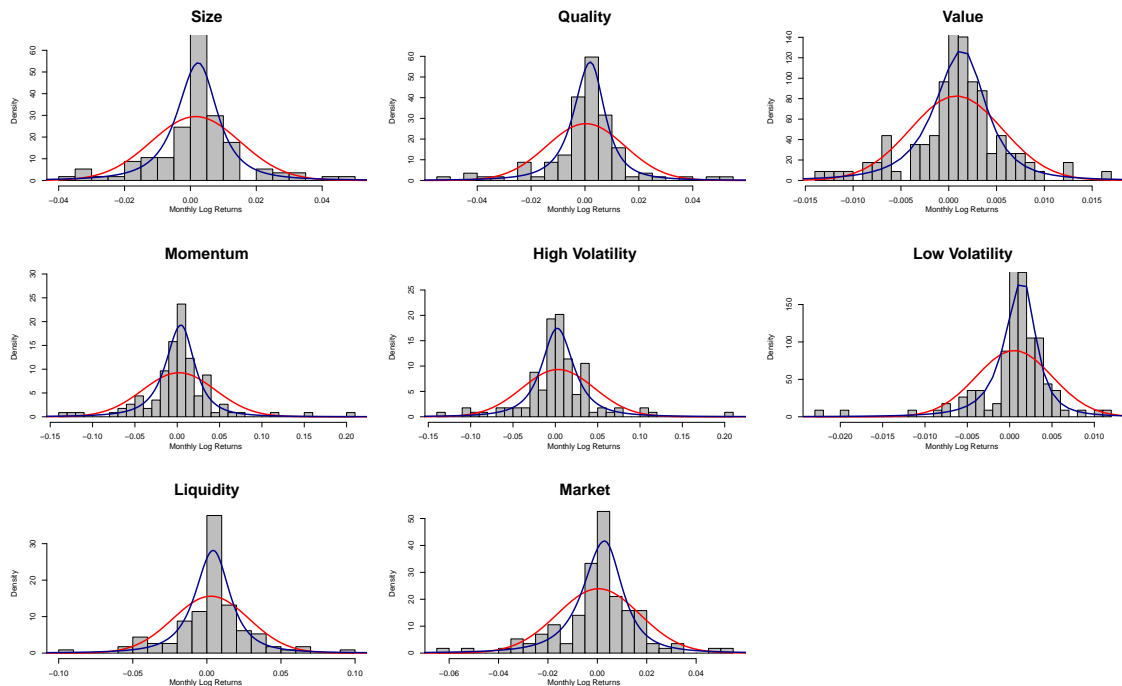 Size
Density
0 10 20 30 40 50 60
−0.04 −0.02 0.00 0.02 0.04
Monthly Log Returns
Quality
Density
0 10 20 30 40 50 60
−0.04 −0.02 0.00 0.02 0.04
Monthly Log Returns
Value
Density
0 20 40 60 80 100 120 140
−0.015 −0.010 −0.005 0.000 0.005 0.010 0.015
Monthly Log Returns
Momentum
Density
0 5 10 15 20 25 30
−0.15 −0.10 −0.05 0.00 0.05 0.10 0.15 0.20
Monthly Log Returns
High Volatility
Density
0 5 10 15 20 25
−0.15 −0.10 −0.05 0.00 0.05 0.10 0.15 0.20
Monthly Log Returns
Low Volatility
Density
0 50 100 150
−0.020 −0.015 −0.010 −0.005 0.000 0.005 0.010
Monthly Log Returns
Liquidity
Density
0 10 20 30
−0.10 −0.05 0.00 0.05 0.10
Monthly Log Returns
Market
Density
0 10 20 30 40 50
−0.06 −0.04 −0.02 0.00 0.02 0.04
Monthly Log Returns